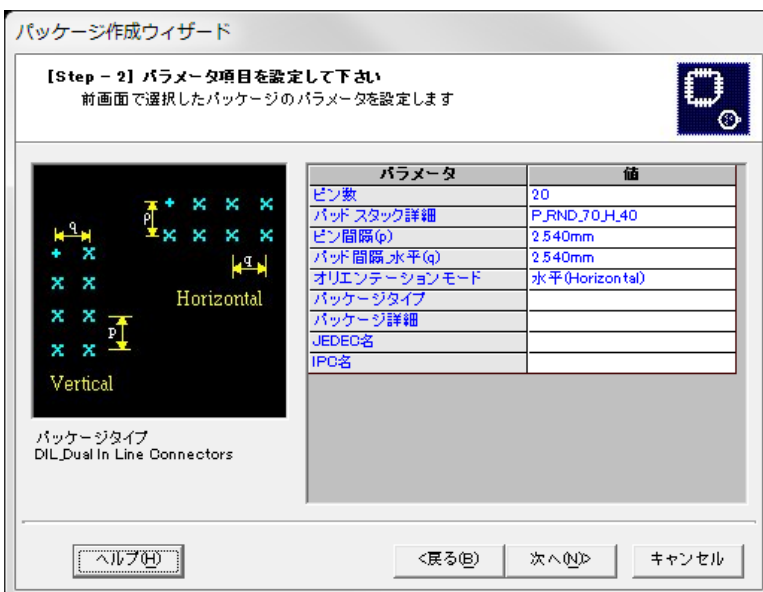 パッケージ作成ウィザード
【Step - 2】 パラメータ項目を設定して下さい
前画面で選択したパッケージのパラメータを設定します
q
p
p
q
Horizontal
Vertical
パッケージタイプ
DIL_Dual In Line Connectors
パラメータ 値
ピン数 20
パッド スタック詳細 P_RND_70_H_40
ピン間隔(p) 2.540mm
パッド間隔_水平(q) 2.540mm
オリエンテーションモード 水平(Horizontal)
パッケージタイプ
パッケージ詳細
JEDEC名
IPC名
ヘルプ(H) <戻る(B) 次へ(N)> キャンセル